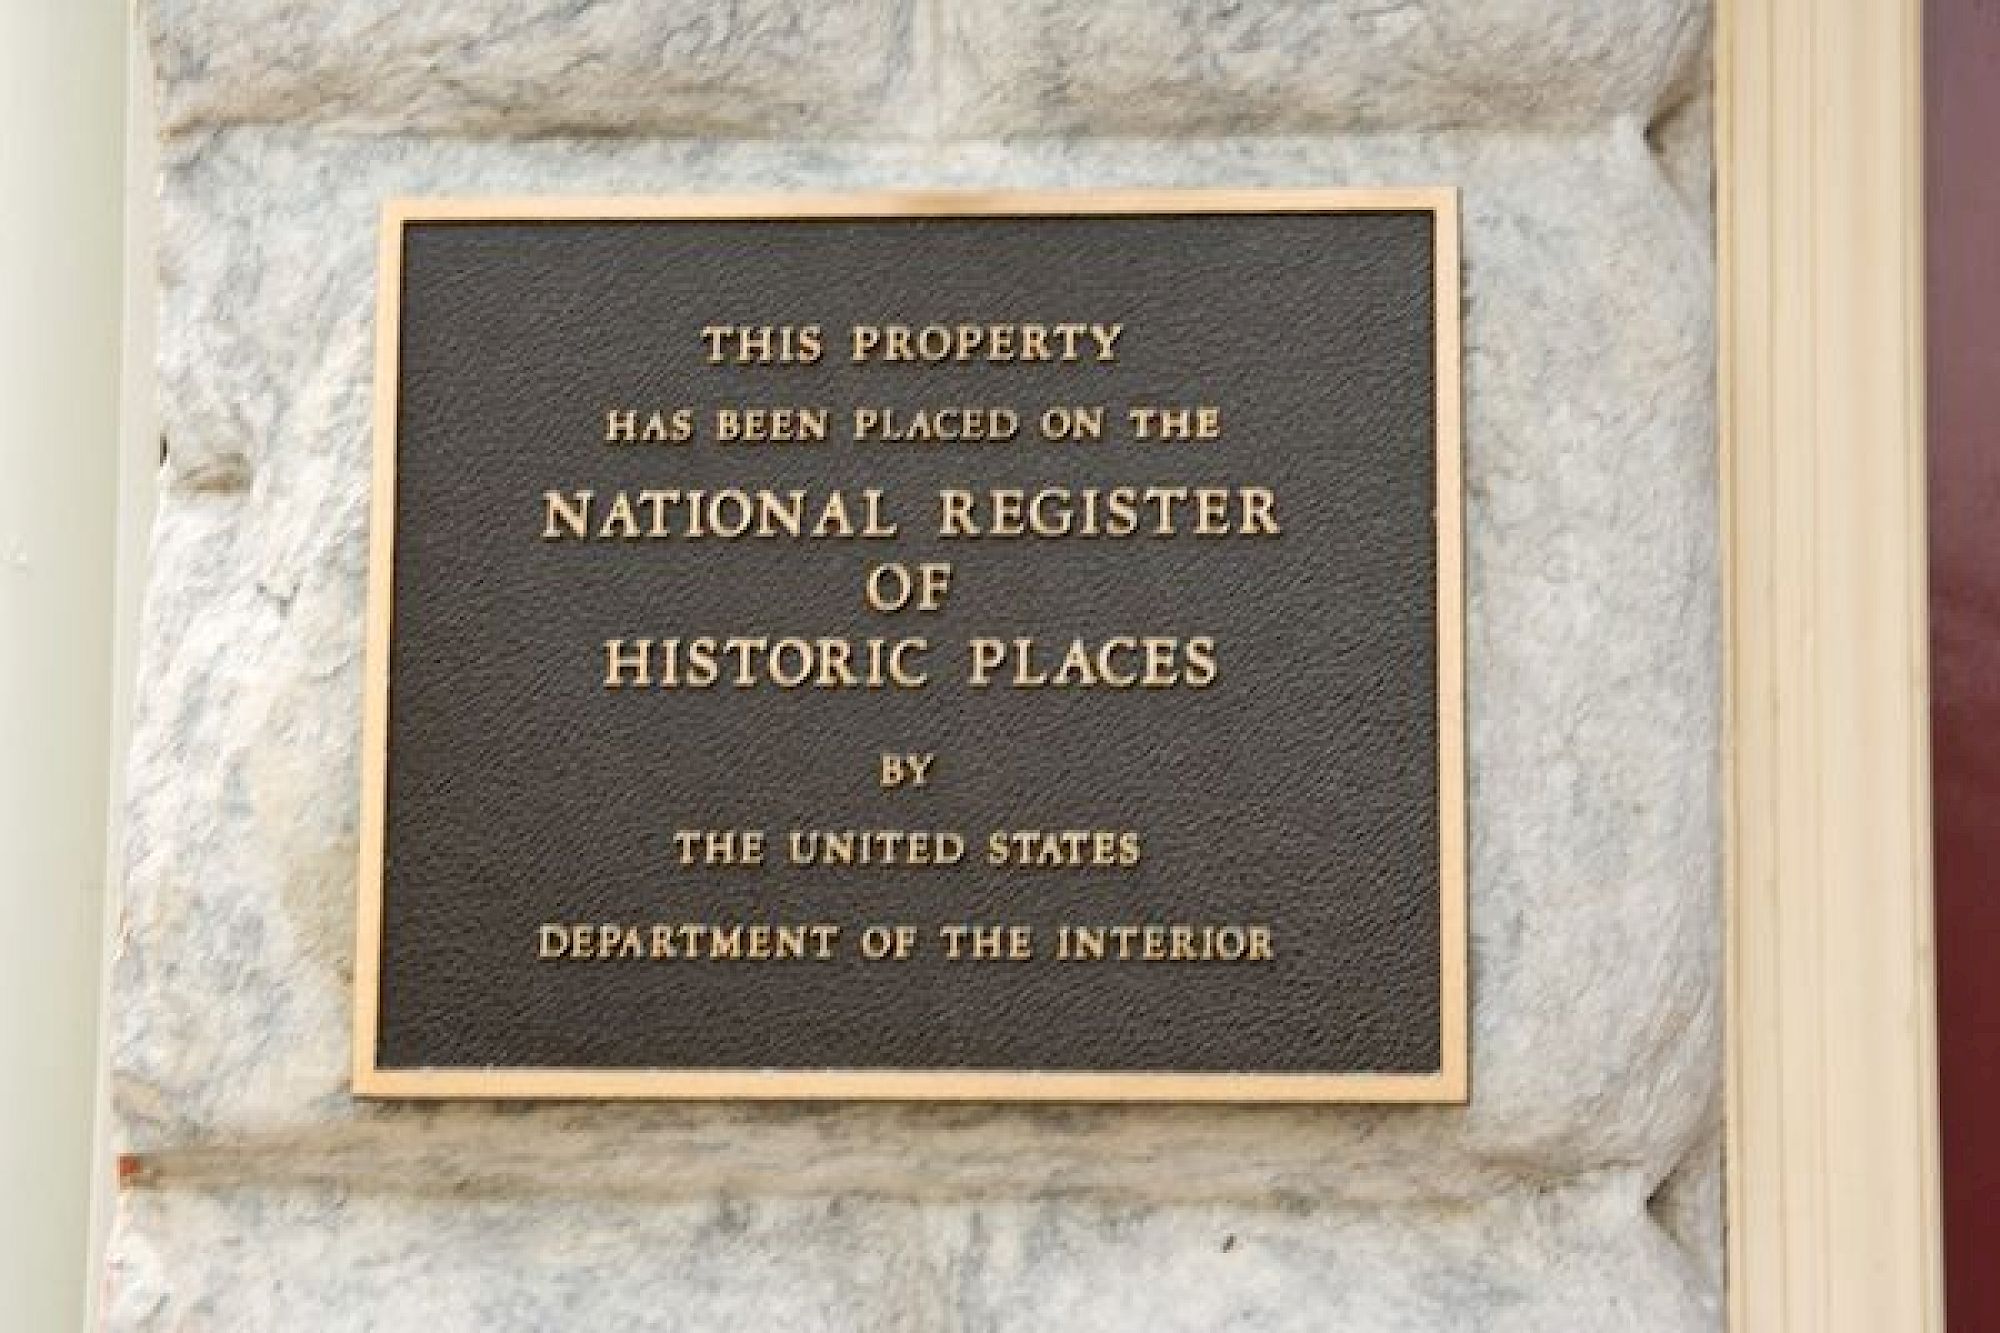 THIS PROPERTY
HAS BEEN PLACED ON THE
NATIONAL REGISTER
OF
HISTORIC PLACES
BY
THE UNITED STATES
DEPARTMENT OF THE INTERIOR